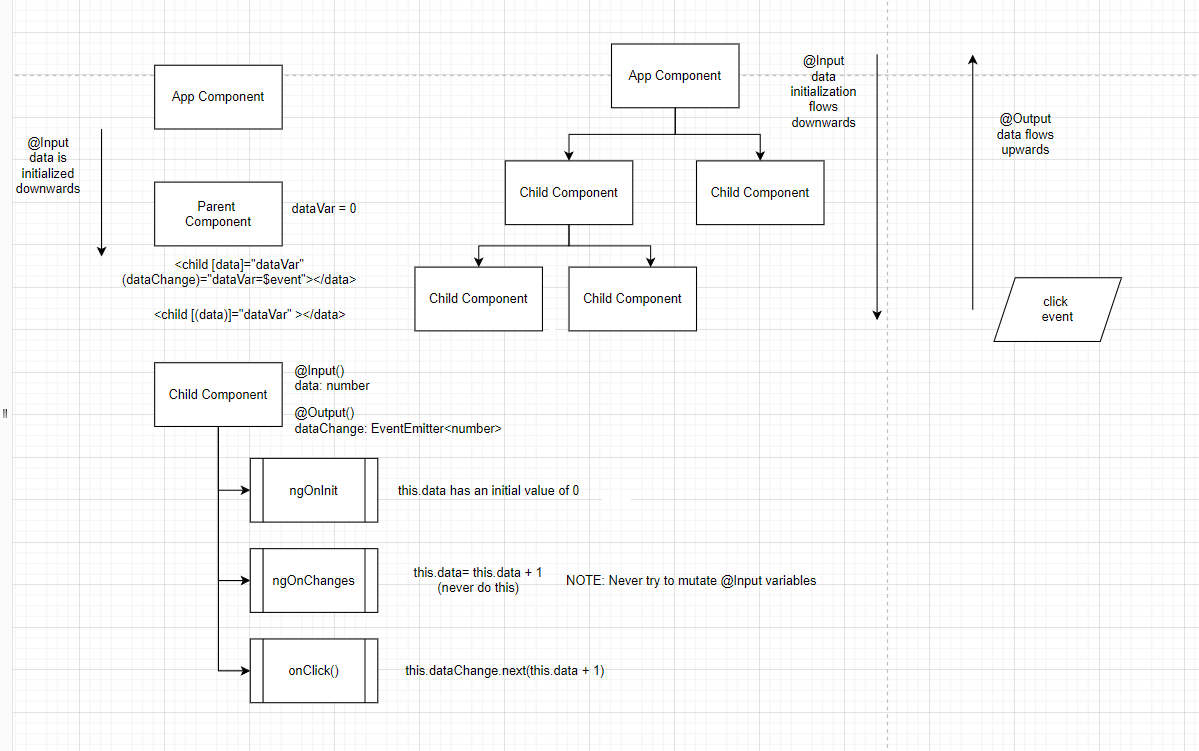 App Component
@Input
data is
initialized
downwards
Parent
Component
dataVar = 0
<child [data]="dataVar"
(dataChange)="dataVar=$event"></data>
<child [(data)]="dataVar" ></data>
App Component
Child Component
Child Component
Child Component
Child Component
@Input
data
initialization
flows
downwards
@Output
data flows
upwards
click
event
Child Component
@Input()
data: number
@Output()
dataChange: EventEmitter<number>
ngOnInit
this.data has an initial value of 0
ngOnChanges
this.data= this.data + 1
(never do this)
NOTE: Never try to mutate @Input variables
onClick()
this.dataChange.next(this.data + 1)